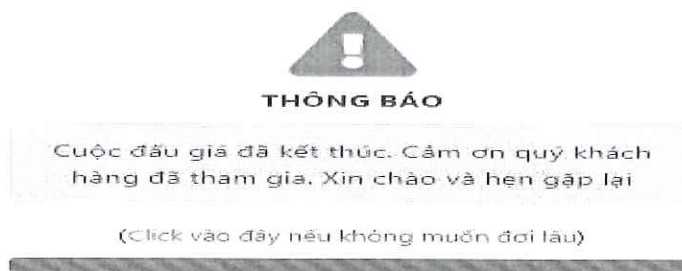 THÔNG BÁO
Cuộc đấu giá đã kết thúc. Cảm ơn quý khách
hàng đã tham gia. Xin chào và hẹn gặp lại
(Click vào đây nếu không muốn đợi lâu)